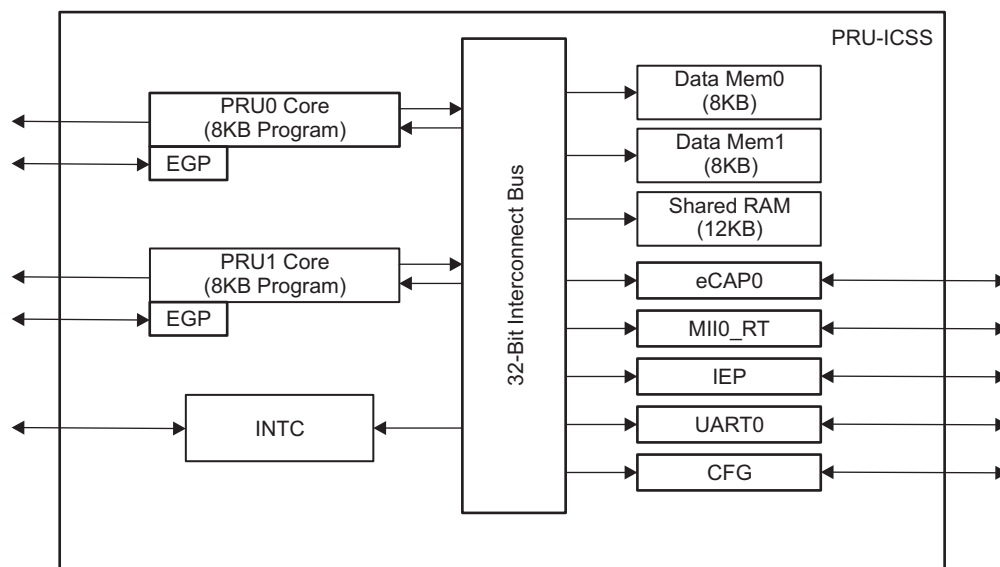 PRU-ICSS
PRU0 Core
(8KB Program)
EGP
PRU1 Core
(8KB Program)
EGP
INTC
32-Bit Interconnect Bus
Data Mem0
(8KB)
Data Mem1
(8KB)
Shared RAM
(12KB)
eCAP0
MII0_RT
IEP
UART0
CFG